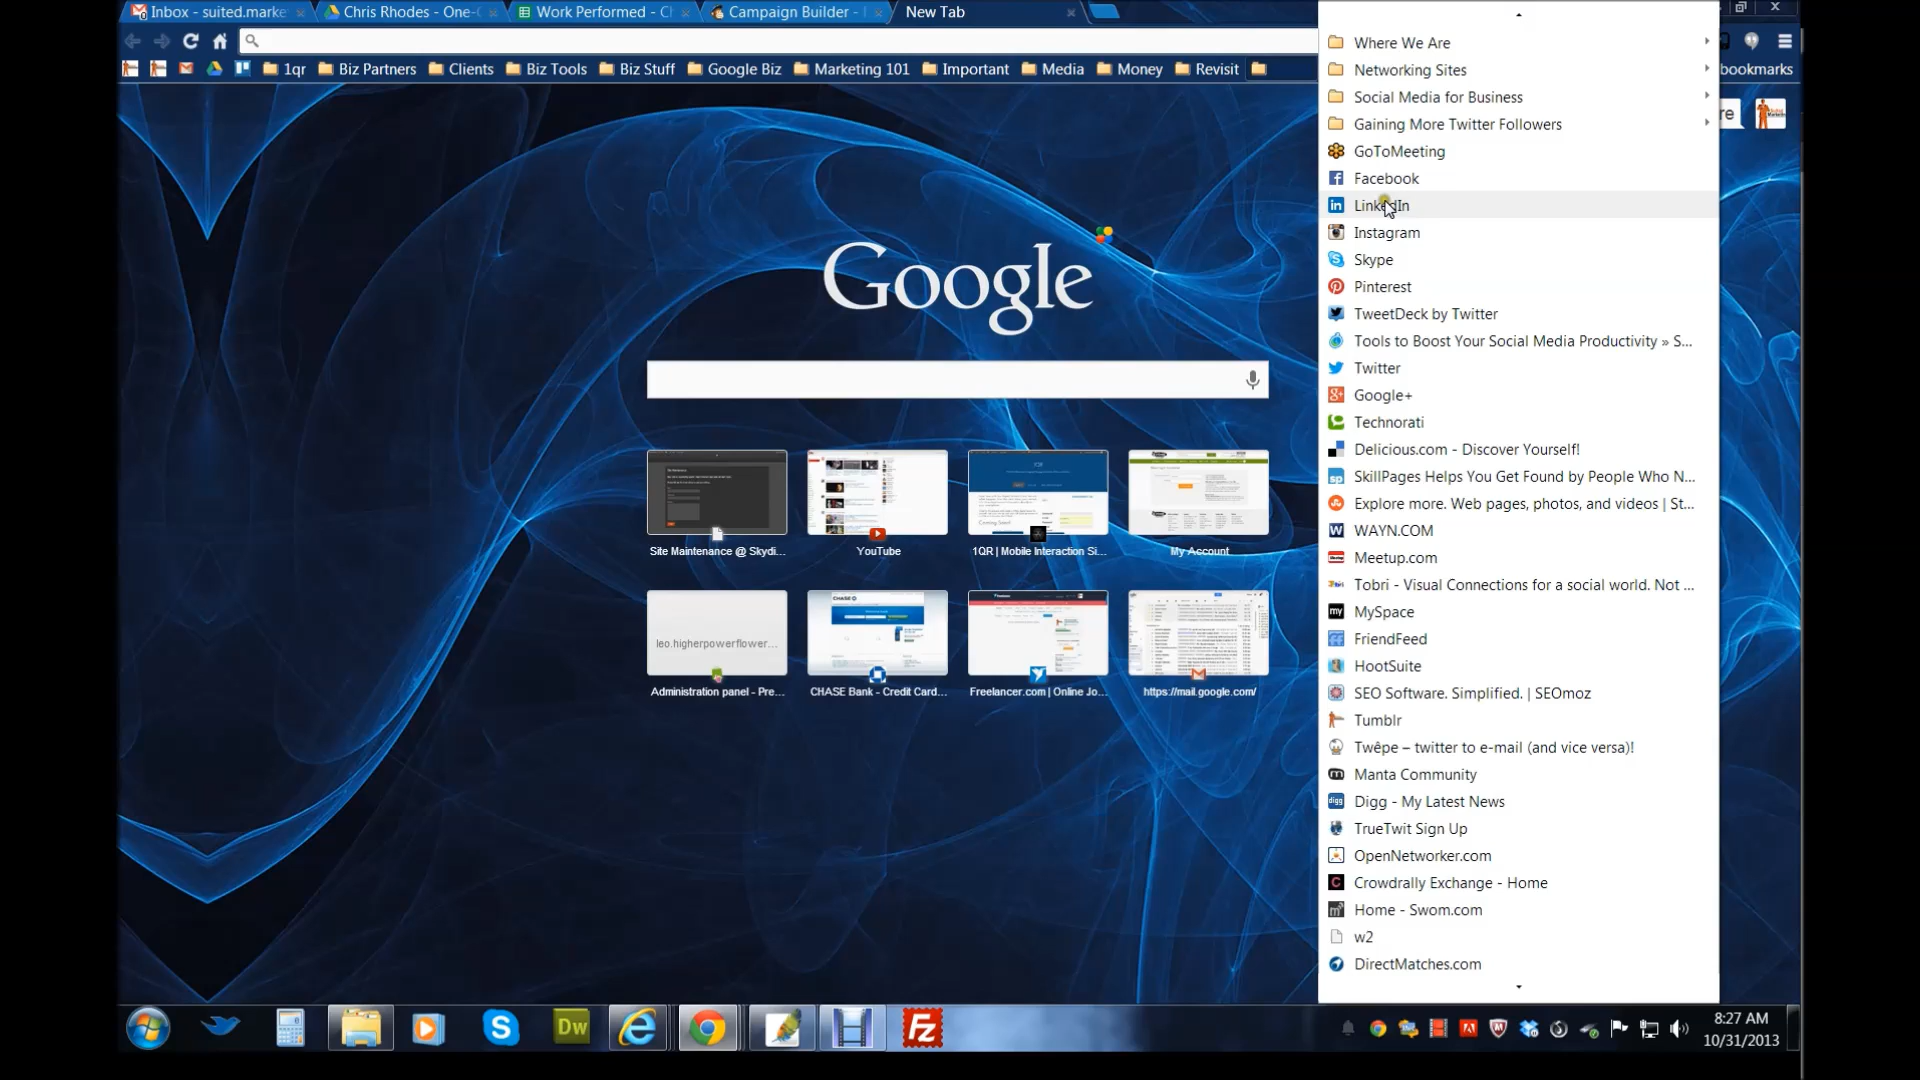 Inbox - suited.marke
Chris Rhodes - One-
Work Performed - C
Campaign Builder -
New Tab
1qr
Biz Partners
Clients
Biz Tools
Biz Stuff
Google Biz
Marketing 101
Important
Media
Money
Revisit
bookmarks
re
Where We Are
Networking Sites
Social Media for Business
Gaining More Twitter Followers
GoToMeeting
Facebook
LinkedIn
Instagram
Skype
Pinterest
TweetDeck by Twitter
Tools to Boost Your Social Media Productivity » S...
Twitter
Google+
Technorati
Delicious.com - Discover Yourself!
SkillPages Helps You Get Found by People Who N...
Explore more. Web pages, photos, and videos | St...
WAYN.COM
Meetup.com
Tobri - Visual Connections for a social world. Not ...
MySpace
FriendFeed
HootSuite
SEO Software. Simplified. | SEOmoz
Tumblr
Twêpe – twitter to e-mail (and vice versa)!
Manta Community
Digg - My Latest News
TrueTwit Sign Up
OpenNetworker.com
Crowdrally Exchange - Home
Home - Swom.com
w2
DirectMatches.com
Google
Site Maintenance @ Skydi...
YouTube
1QR | Mobile Interaction Si...
My Account
leo.higherpowerflower...
CHASE
Administration panel - Pre...
CHASE Bank - Credit Card...
Freelancer.com | Online Jo...
https://mail.google.com/
Dw
Fz
8:27 AM
10/31/2013